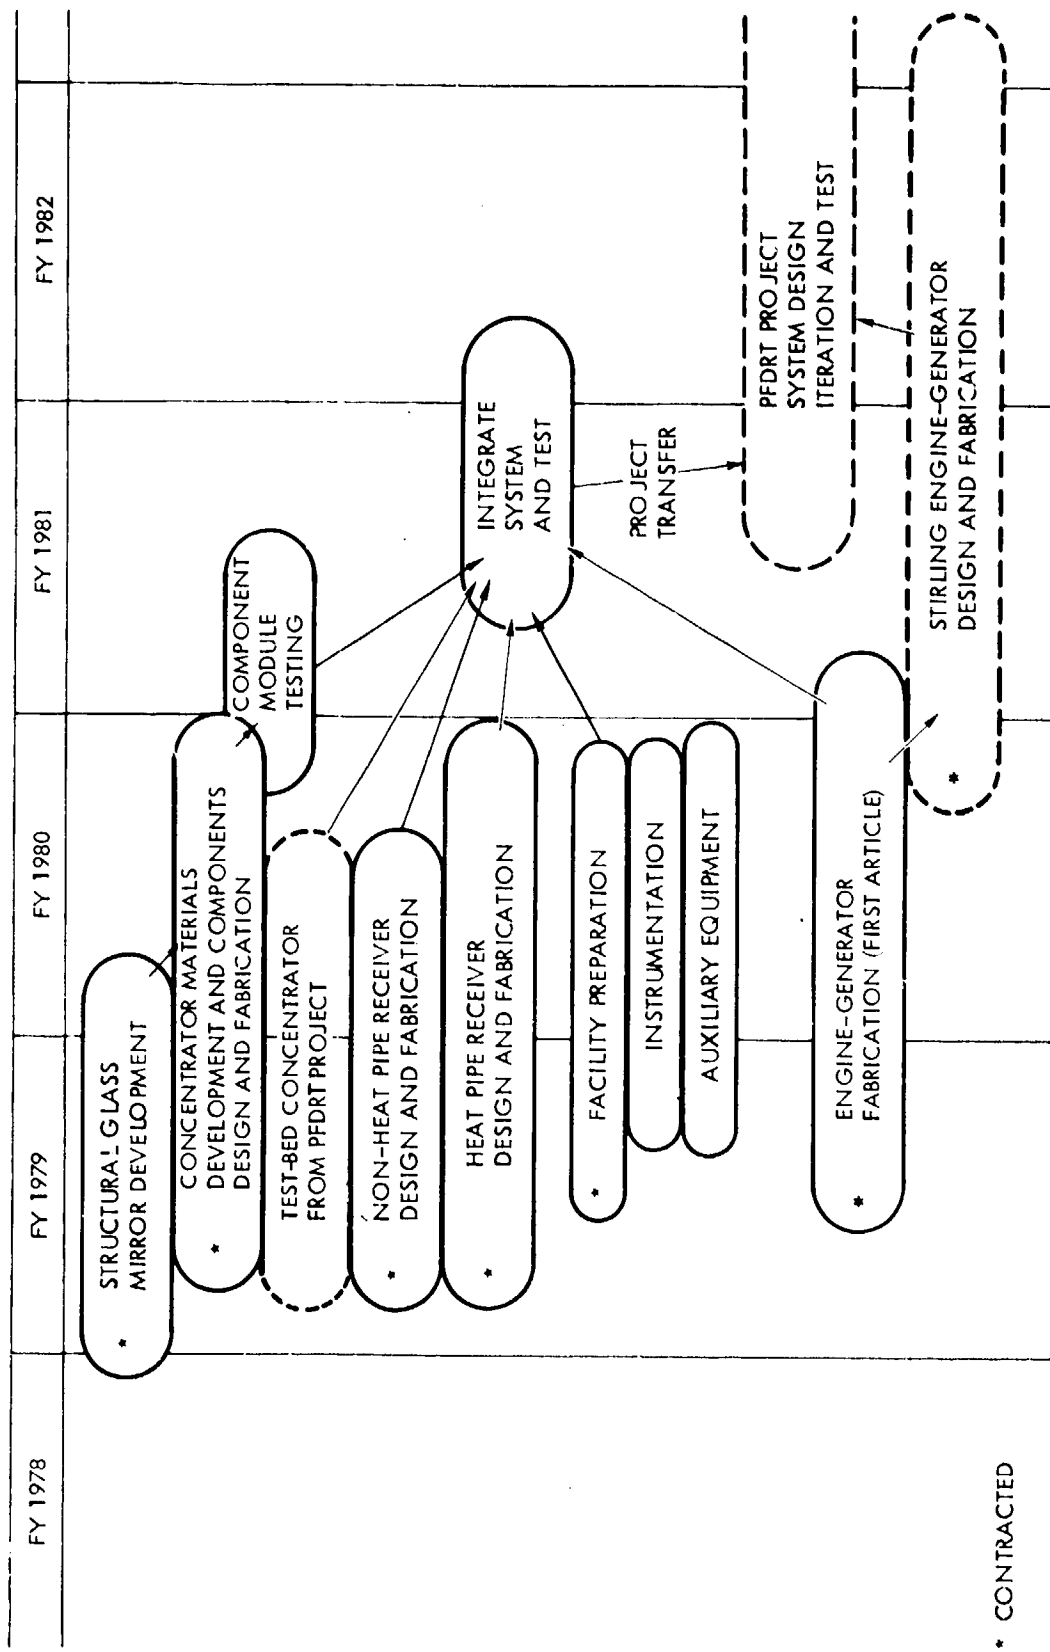 FY 1978
FY 1979
FY 1980
FY 1981
FY 1982
* STRUCTURAL GLASS
MIRROR DEVELOPMENT
CONCENTRATOR MATERIALS
DEVELOPMENT AND COMPONENTS
* DESIGN AND FABRICATION
COMPONENT
MODULE
TESTING
TEST-BED CONCENTRATOR
FROM PFDRT PROJECT
NON-HEAT PIPE RECEIVER
* DESIGN AND FABRICATION
HEAT PIPE RECEIVER
* DESIGN AND FABRICATION
INTEGRATE
SYSTEM
AND TEST
* FACILITY PREPARATION
INSTRUMENTATION
AUXILIARY EQUIPMENT
PROJECT
TRANSFER
PFDRT PROJECT
SYSTEM DESIGN
ITERATION AND TEST
ENGINE-GENERATOR
* FABRICATION (FIRST ARTICLE)
STIRLING ENGINE-GENERATOR
* DESIGN AND FABRICATION
* CONTRACTED